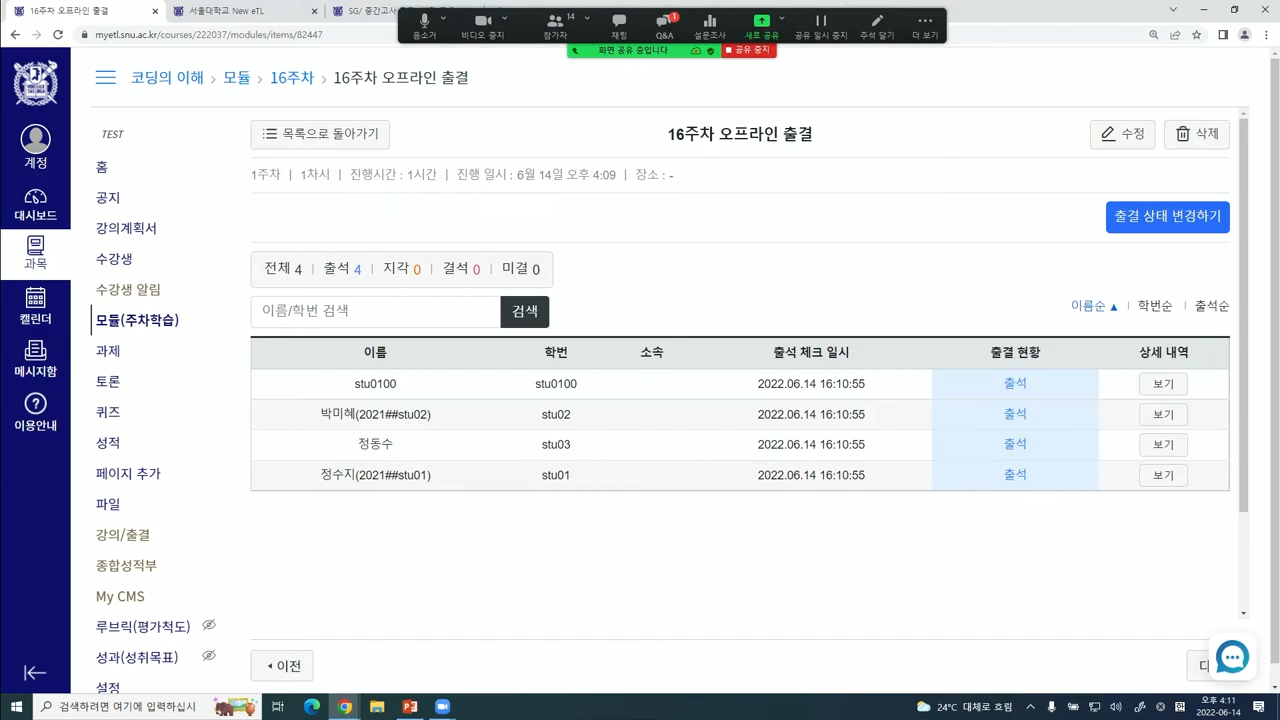 16주차 오프라인 출결
서울대학교 New eTL
SG/ 중간고사
myetl.snu.ac.kr/courses/222037/modules/items/82447
음소거
비디오 중지
14
참가자
채팅
1
Q&A
설문조사
새로 공유
공유 일시 중지
주석 달기
더 보기
화면 공유 중입니다
공유 중지
계정
대시보드
과목
캘린더
메시지함
이용안내
코딩의 이해 › 모듈 › 16주차 › 16주차 오프라인 출결
TEST
홈
공지
강의계획서
수강생
수강생 알림
모듈(주차학습)
과제
토론
퀴즈
성적
페이지 추가
파일
강의/출결
종합성적부
My CMS
루브릭(평가척도)
성과(성취목표)
설정
목록으로 돌아가기
16주차 오프라인 출결
수정
삭제
1주차 | 1차시 | 진행시간 : 1시간 | 진행 일시 : 6월 14일 오후 4:09 | 장소 : -
출결 상태 변경하기
전체 4 | 출석 4 | 지각 0 | 결석 0 | 미결 0
이름/학번 검색
검색
이름순 ▲ | 학번순 | 출석순
이름 학번 소속 출석 체크 일시 출결 현황 상세 내역
stu0100 stu0100 2022.06.14 16:10:55 출석 보기
박미혜(2021##stu02) stu02 2022.06.14 16:10:55 출석 보기
정동수 stu03 2022.06.14 16:10:55 출석 보기
정수지(2021##stu01) stu01 2022.06.14 16:10:55 출석 보기
이전
다
검색하려면 여기에 입력하십시
24°C 대체로 흐림
오후 4:11
2022-06-14